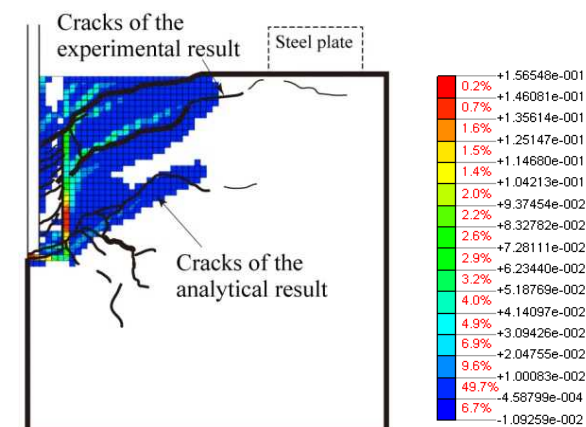 Cracks of the
experimental result
Steel plate
Cracks of the
analytical result
+1.56548e-001
0.2%
+1.46081e-001
0.7%
+1.35614e-001
1.6%
+1.25147e-001
1.5%
+1.14680e-001
1.4%
+1.04213e-001
2.0%
+9.37454e-002
2.2%
+8.32782e-002
2.6%
+7.28111e-002
2.9%
+6.23440e-002
3.2%
+5.18769e-002
4.0%
+4.14097e-002
4.9%
+3.09426e-002
6.9%
+2.04755e-002
9.6%
+1.00083e-002
49.7%
-4.58799e-004
6.7%
-1.09259e-002